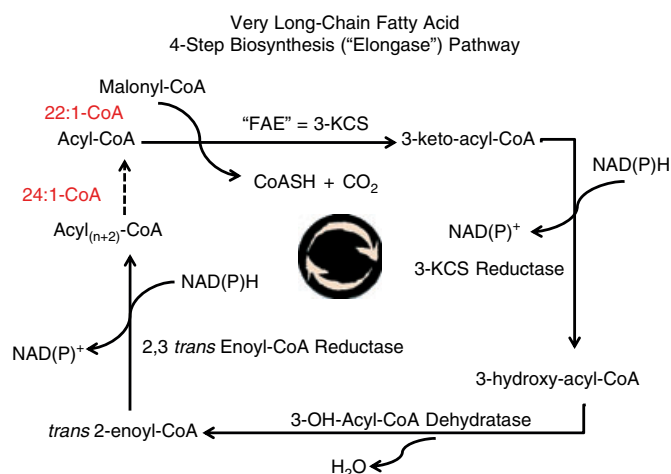 Very Long-Chain Fatty Acid
4-Step Biosynthesis (“Elongase”) Pathway
Malonyl-CoA
22:1-CoA
Acyl-CoA
“FAE” = 3-KCS
3-keto-acyl-CoA
CoASH + CO₂
NAD(P)H
24:1-CoA
Acyl₍ₙ₊₂₎-CoA
NAD(P)⁺
3-KCS Reductase
NAD(P)H
NAD(P)⁺
2,3 trans Enoyl-CoA Reductase
3-hydroxy-acyl-CoA
trans 2-enoyl-CoA
3-OH-Acyl-CoA Dehydratase
H₂O